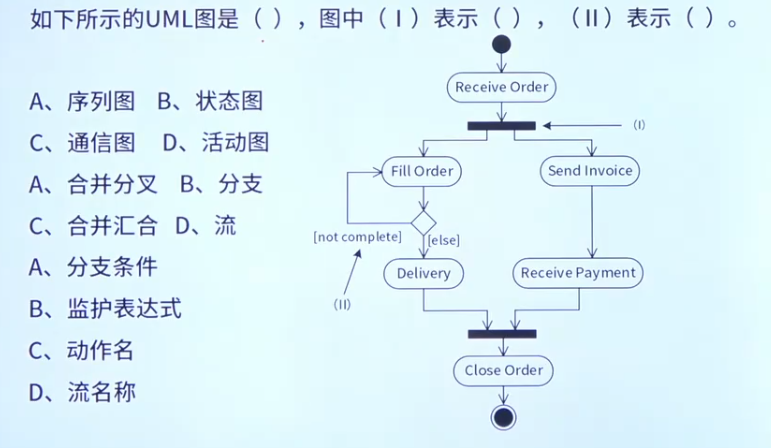 如下所示的UML图是（ ），图中（Ⅰ）表示（ ），（Ⅱ）表示（ ）。
A、序列图 B、状态图
C、通信图 D、活动图
A、合并分叉 B、分支
C、合并汇合 D、流
A、分支条件
B、监护表达式
C、动作名
D、流名称
Receive Order
（Ⅰ）
Fill Order
Send Invoice
[not complete]
[else]
Delivery
Receive Payment
（Ⅱ）
Close Order